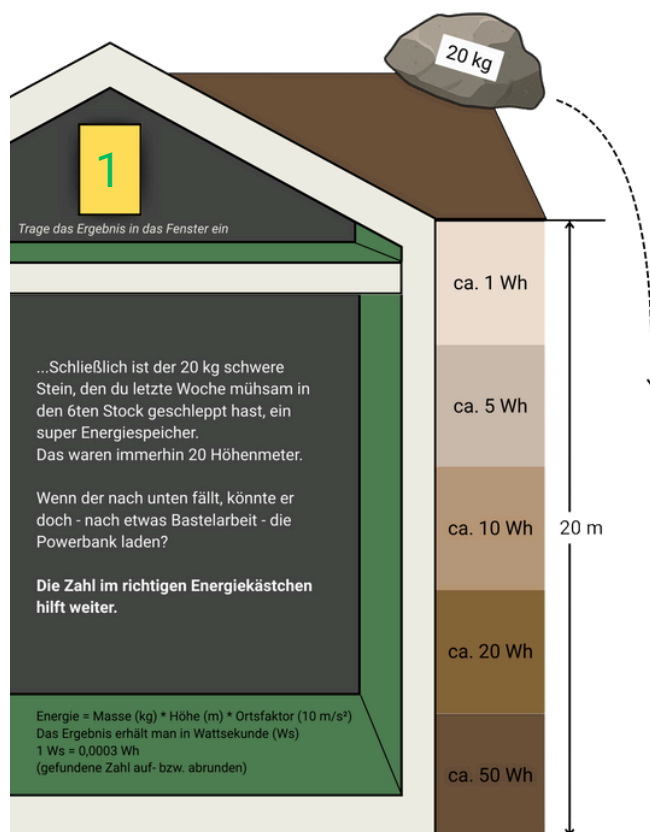 20 kg
1
Trage das Ergebnis in das Fenster ein
ca. 1 Wh
...Schließlich ist der 20 kg schwere
Stein, den du letzte Woche mühsam in
den 6ten Stock geschleppt hast, ein
super Energiespeicher.
Das waren immerhin 20 Höhenmeter.
Wenn der nach unten fällt, könnte er
doch - nach etwas Bastelarbeit - die
Powerbank laden?
Die Zahl im richtigen Energiekästchen
hilft weiter.
ca. 5 Wh
ca. 10 Wh
20 m
ca. 20 Wh
ca. 50 Wh
Energie = Masse (kg) * Höhe (m) * Ortsfaktor (10 m/s²)
Das Ergebnis erhält man in Wattsekunde (Ws)
1 Ws = 0,0003 Wh
(gefundene Zahl auf- bzw. abrunden)